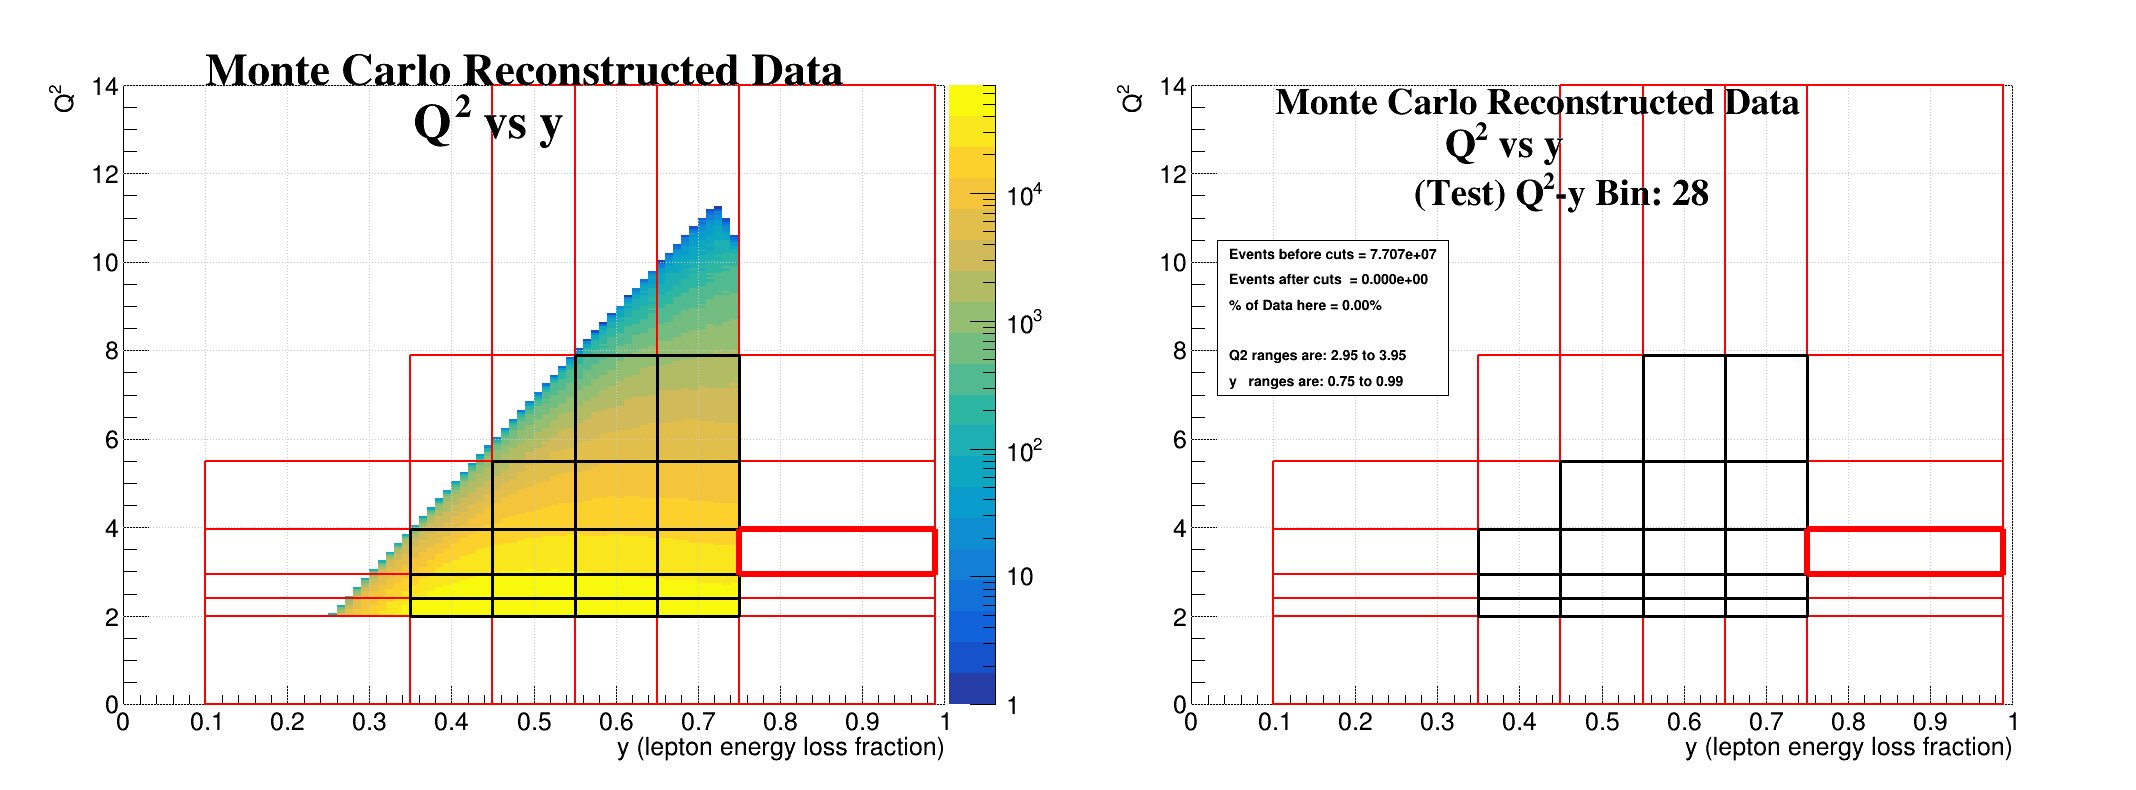 Monte Carlo Reconstructed Data
Q² vs y
Q²
14
12
10
8
6
4
2
0
0 0.1 0.2 0.3 0.4 0.5 0.6 0.7 0.8 0.9 1
y (lepton energy loss fraction)
10⁴
10³
10²
10
1
Monte Carlo Reconstructed Data
Q² vs y
(Test) Q²-y Bin: 28
Q²
14
12
10
8
6
4
2
0
Events before cuts = 7.707e+07
Events after cuts = 0.000e+00
% of Data here = 0.00%
Q2 ranges are: 2.95 to 3.95
y ranges are: 0.75 to 0.99
0 0.1 0.2 0.3 0.4 0.5 0.6 0.7 0.8 0.9 1
y (lepton energy loss fraction)